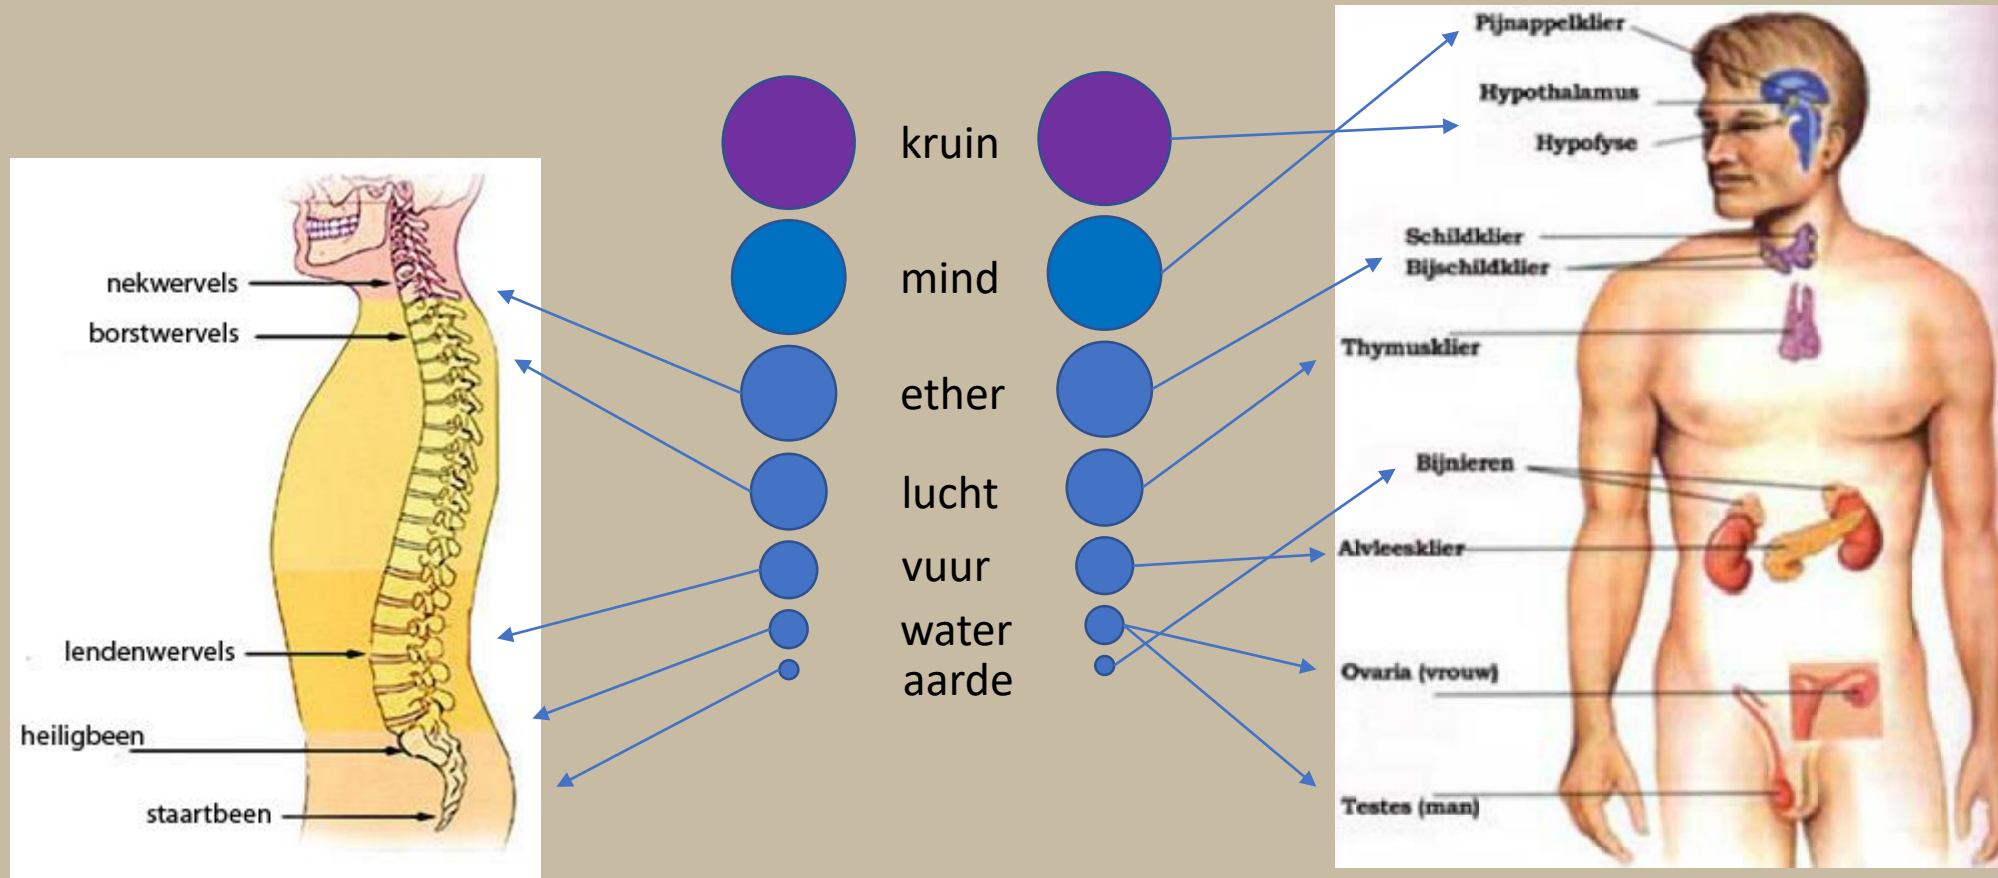 nekwervels
borstwervels
lendenwervels
heiligbeen
staartbeen
kruin
mind
ether
lucht
vuur
water
aarde
Pijnappelklier
Hypothalamus
Hypofyse
Schildklier
Bijschildklier
Thymusklier
Bijnieren
Alvleesklier
Ovaria (vrouw)
Testes (man)